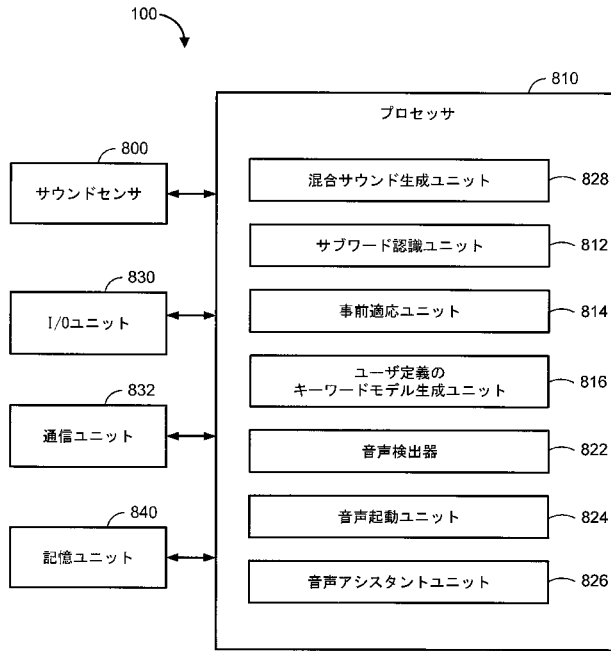 100
810
プロセッサ
800
サウンドセンサ
830
I/Oユニット
832
通信ユニット
840
記憶ユニット
混合サウンド生成ユニット
828
サブワード認識ユニット
812
事前適応ユニット
814
ユーザ定義の
キーワードモデル生成ユニット
816
音声検出器
822
音声起動ユニット
824
音声アシスタントユニット
826